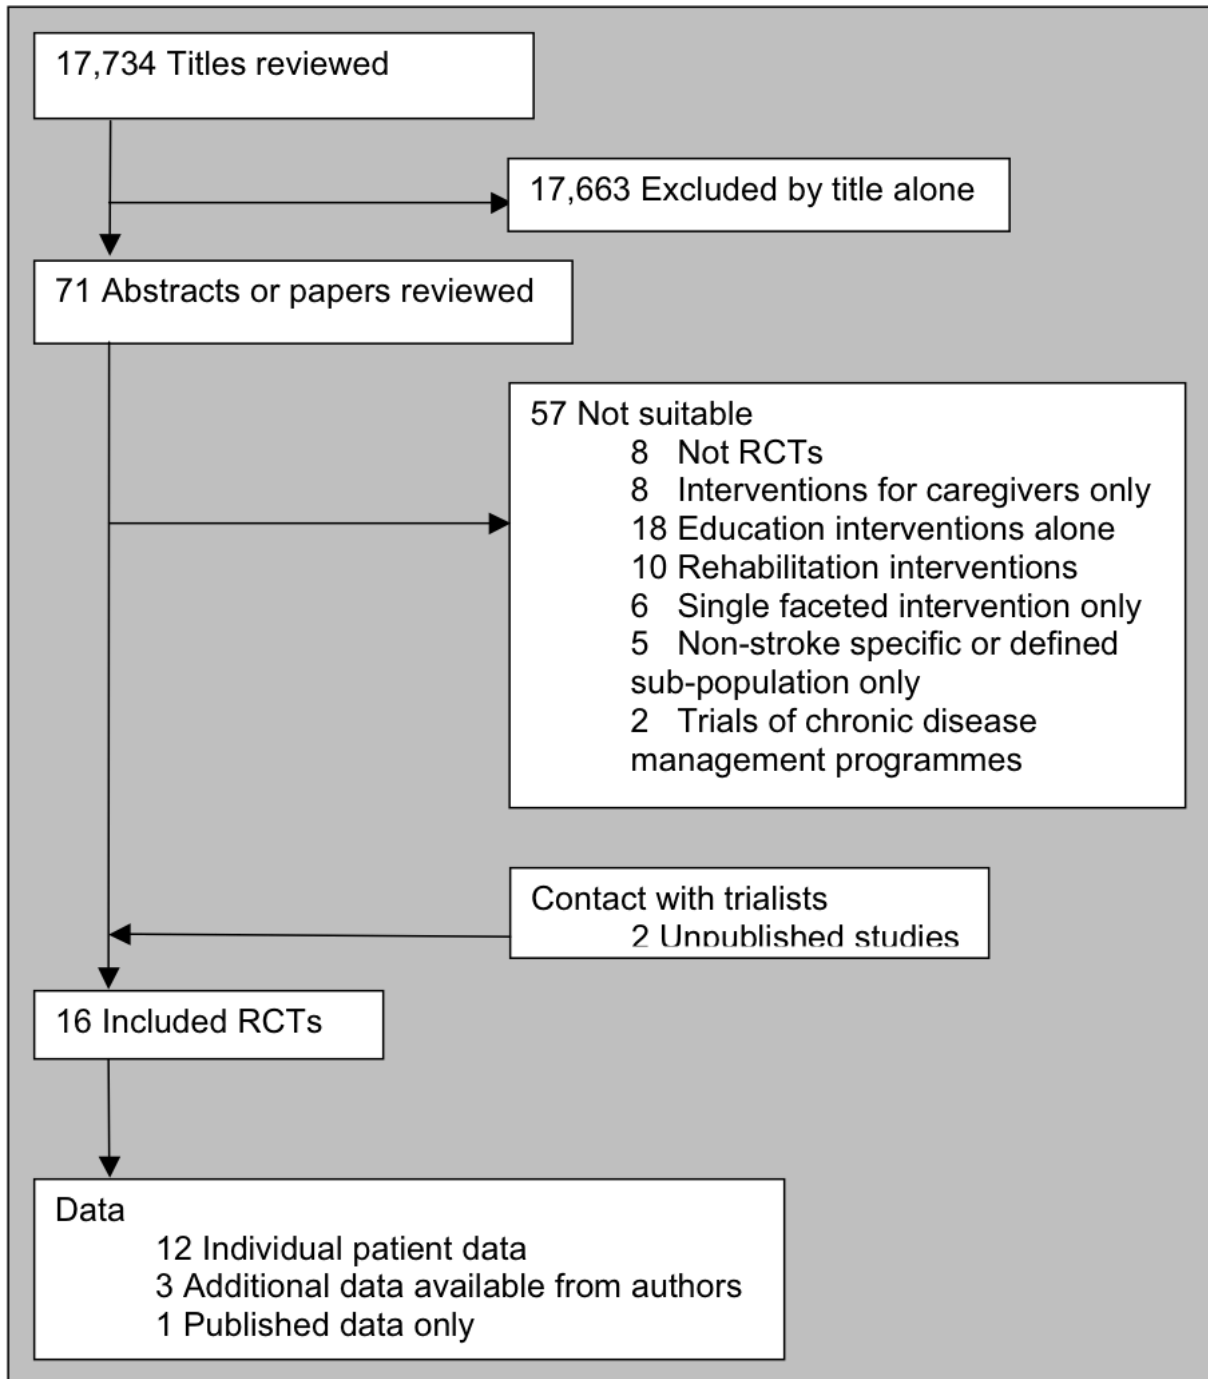 17,734 Titles reviewed
17,663 Excluded by title alone
71 Abstracts or papers reviewed
57 Not suitable
8 Not RCTs
8 Interventions for caregivers only
18 Education interventions alone
10 Rehabilitation interventions
6 Single faceted intervention only
5 Non-stroke specific or defined
sub-population only
2 Trials of chronic disease
management programmes
Contact with trialists
2 Unpublished studies
16 Included RCTs
Data
12 Individual patient data
3 Additional data available from authors
1 Published data only